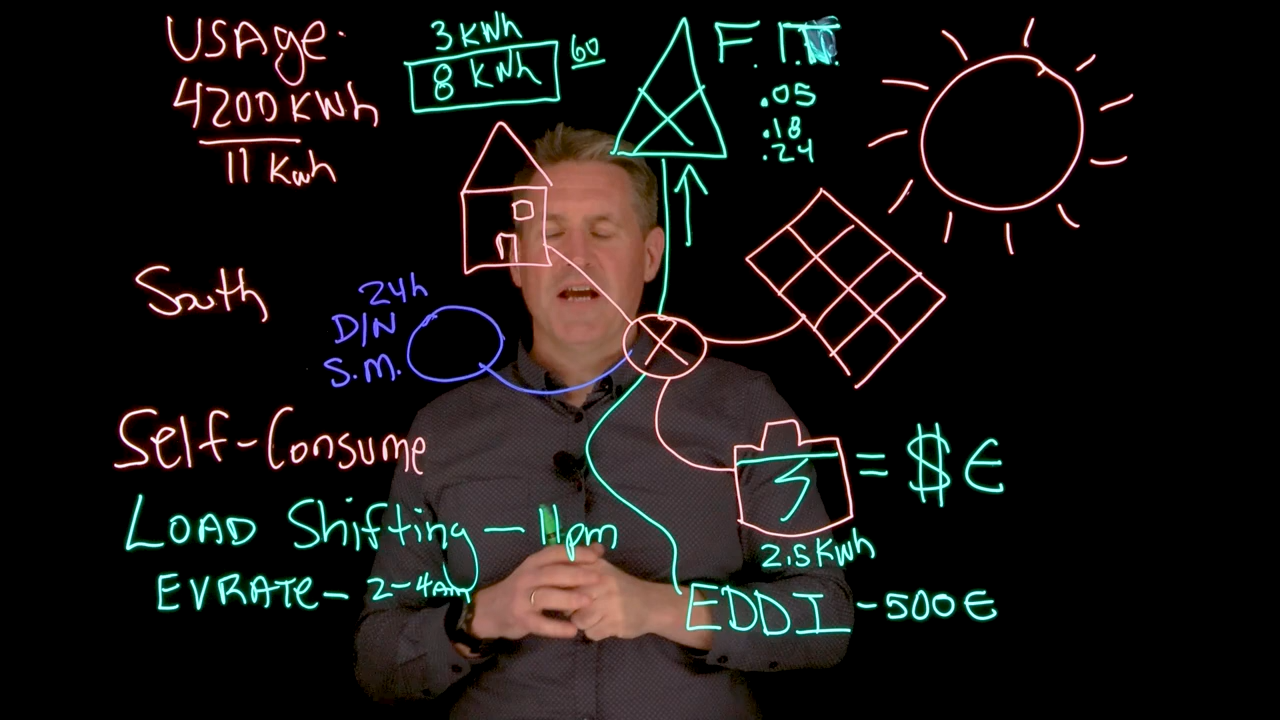 USAge.
4200 KWh
11 Kwh
3 KWh
8 KWh
60
F.I.
.05
.18
.24
South
24h
D/N
S.M.
Self-Consume
= $ €
LOAD Shifting - 11pm
2.5 KWh
EV RATE - 2-4am
EDDI - 500€